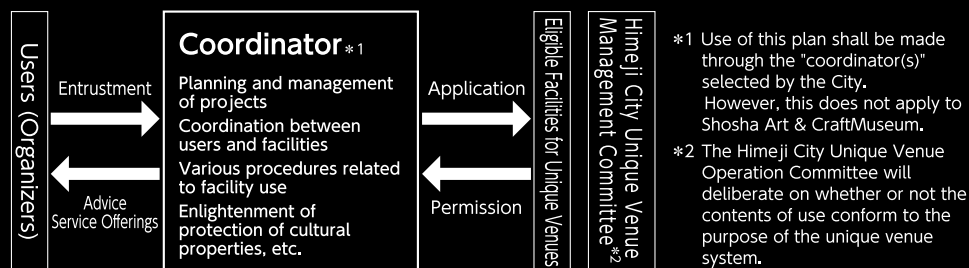 Users (Organizers)
Entrustment
Advice
Service Offerings
Coordinator*1
Planning and management
of projects
Coordination between
users and facilities
Various procedures related
to facility use
Enlightenment of
protection of cultural
properties, etc.
Application
Permission
Eligible Facilities for Unique Venues
Himeji City Unique Venue
Management Committee*2
*1 Use of this plan shall be made
through the "coordinator(s)"
selected by the City.
However, this does not apply to
Shosha Art & CraftMuseum.
*2 The Himeji City Unique Venue
Operation Committee will
deliberate on whether or not the
contents of use conform to the
purpose of the unique venue
system.